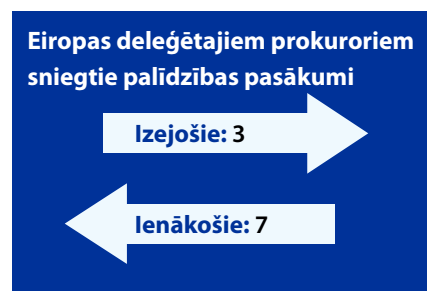 Eiropas deleģētajiem prokuroriem
sniegtie palīdzības pasākumi
Izejošie: 3
Ienākošie: 7